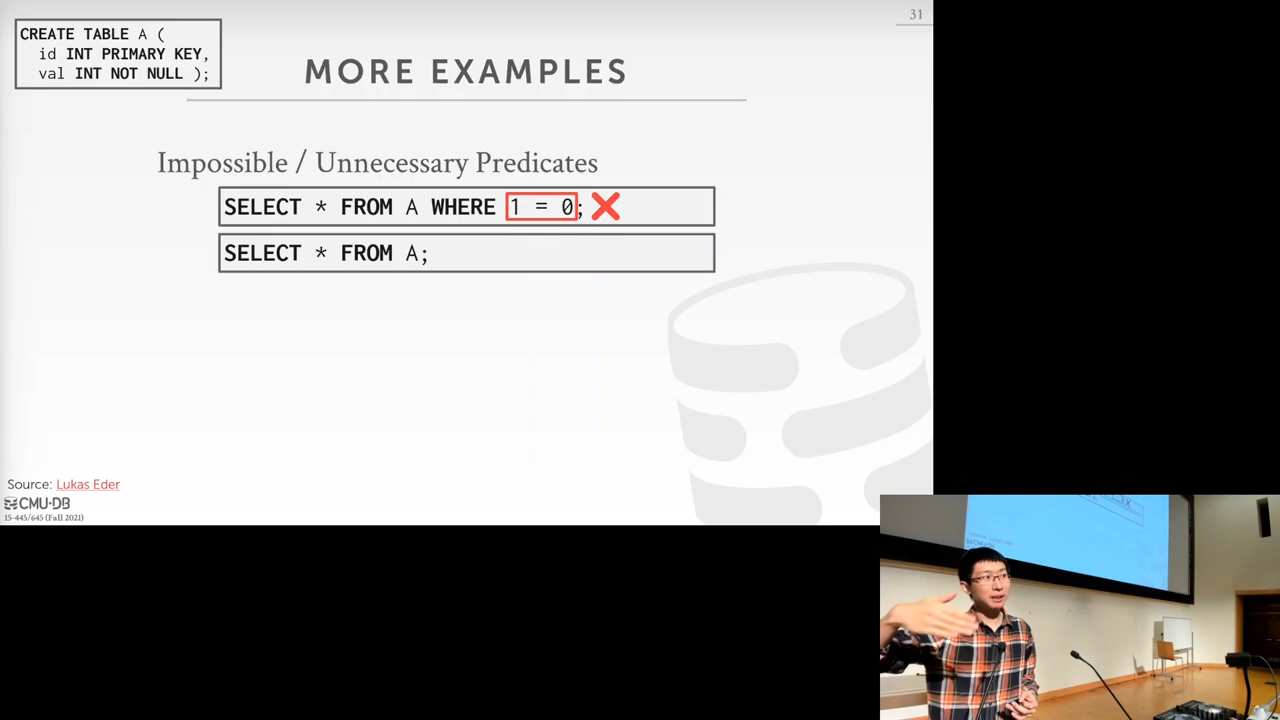 31
CREATE TABLE A (
id INT PRIMARY KEY,
val INT NOT NULL );
MORE EXAMPLES
Impossible / Unnecessary Predicates
SELECT * FROM A WHERE 1 = 0;
SELECT * FROM A;
Source: Lukas Eder
CMU·DB
15-445/645 (Fall 2021)